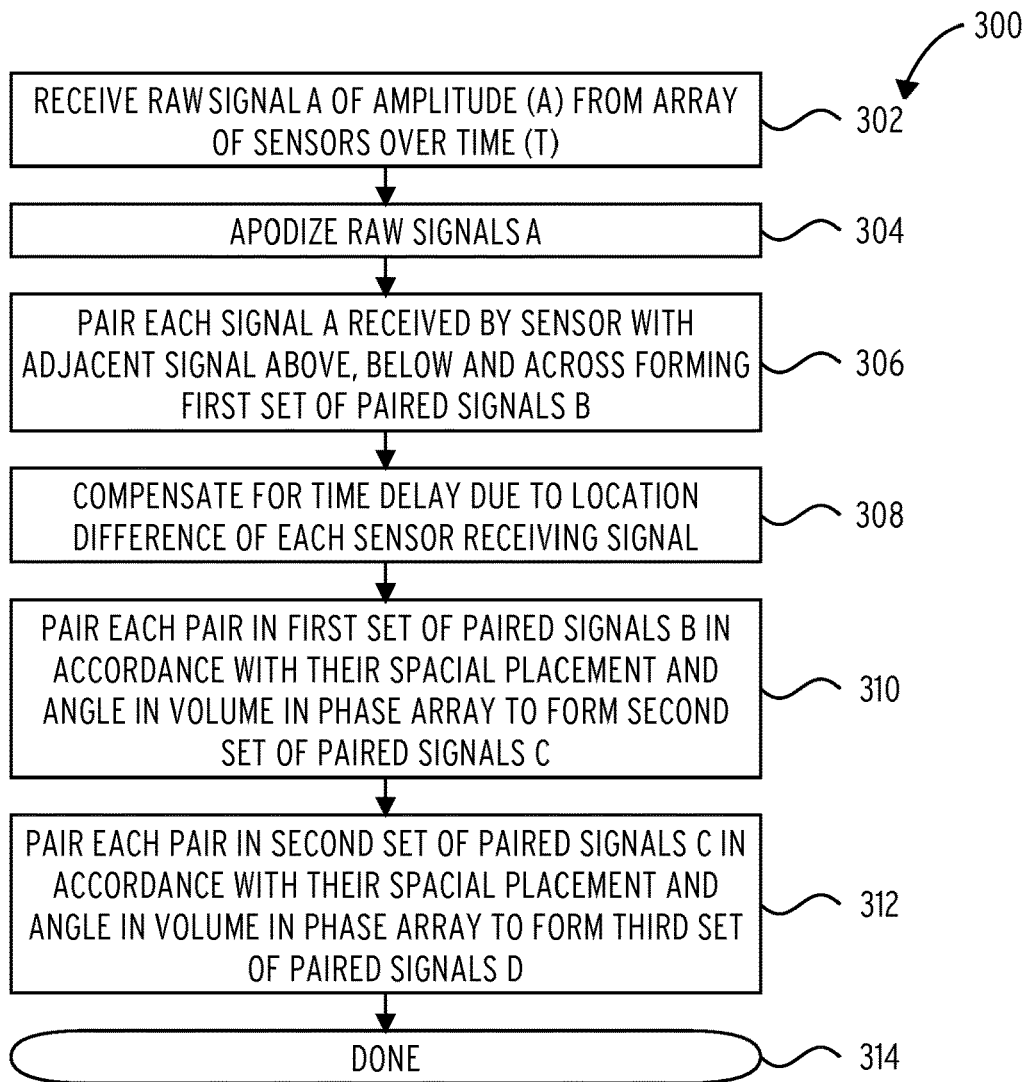 300
RECEIVE RAW SIGNAL A OF AMPLITUDE (A) FROM ARRAY
OF SENSORS OVER TIME (T)
302
APODIZE RAW SIGNALS A
304
PAIR EACH SIGNAL A RECEIVED BY SENSOR WITH
ADJACENT SIGNAL ABOVE, BELOW AND ACROSS FORMING
FIRST SET OF PAIRED SIGNALS B
306
COMPENSATE FOR TIME DELAY DUE TO LOCATION
DIFFERENCE OF EACH SENSOR RECEIVING SIGNAL
308
PAIR EACH PAIR IN FIRST SET OF PAIRED SIGNALS B IN
ACCORDANCE WITH THEIR SPACIAL PLACEMENT AND
ANGLE IN VOLUME IN PHASE ARRAY TO FORM SECOND
SET OF PAIRED SIGNALS C
310
PAIR EACH PAIR IN SECOND SET OF PAIRED SIGNALS C IN
ACCORDANCE WITH THEIR SPACIAL PLACEMENT AND
ANGLE IN VOLUME IN PHASE ARRAY TO FORM THIRD SET
OF PAIRED SIGNALS D
312
DONE
314